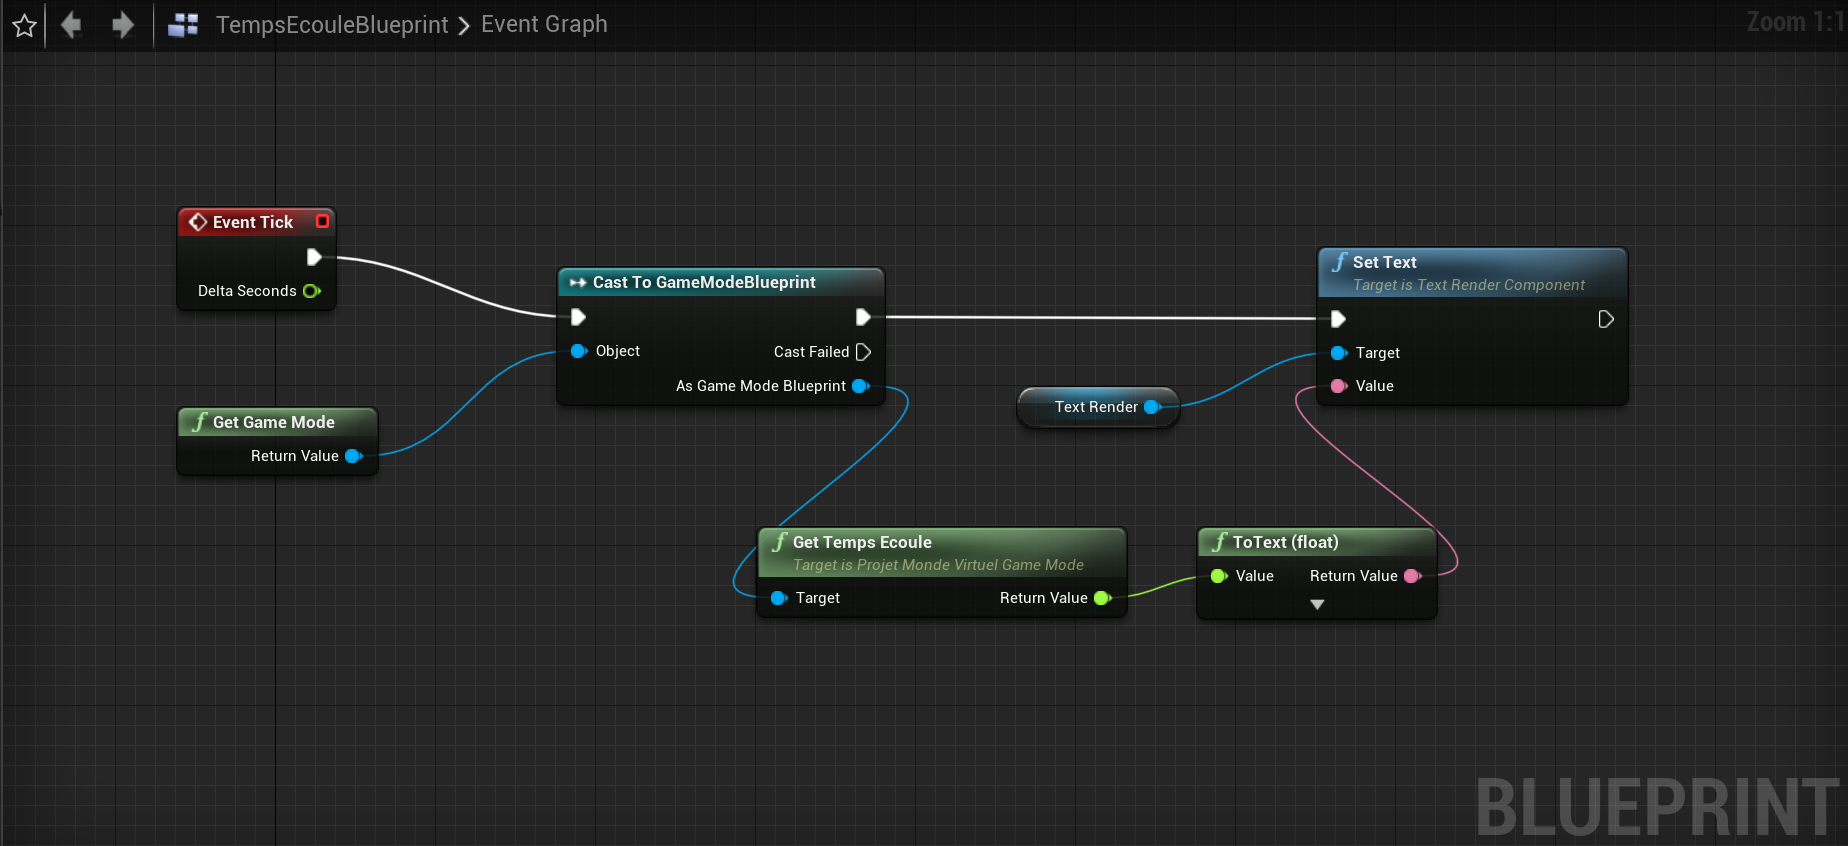 TempsEcouleBlueprint > Event Graph
Zoom 1:1
Event Tick
Delta Seconds
Get Game Mode
Return Value
Cast To GameModeBlueprint
Object
Cast Failed
As Game Mode Blueprint
Text Render
Set Text
Target is Text Render Component
Target
Value
Get Temps Ecoule
Target is Projet Monde Virtuel Game Mode
Target Return Value
ToText (float)
Value Return Value
BLUEPRINT